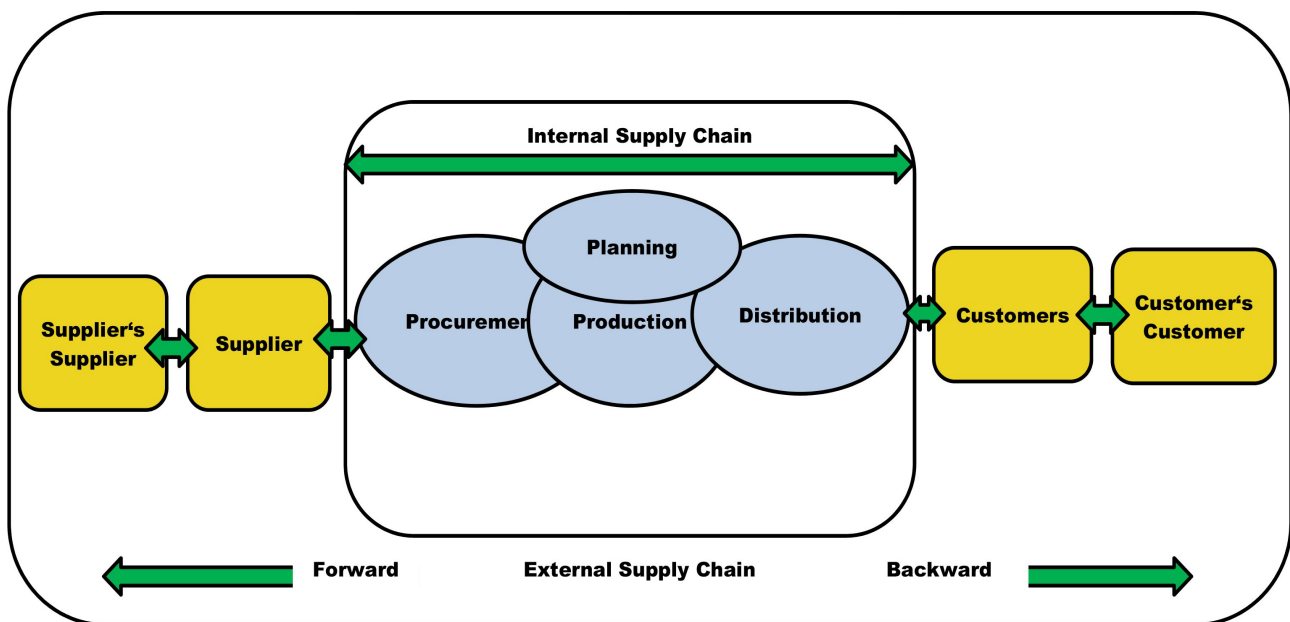 Internal Supply Chain
Planning
Supplier‘s
Supplier
Supplier
Procuremen
Production
Distribution
Customers
Customer‘s
Customer
Forward
External Supply Chain
Backward